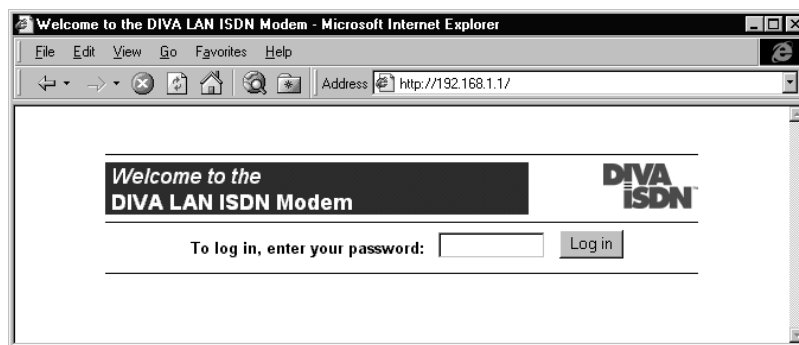 Welcome to the DIVA LAN ISDN Modem - Microsoft Internet Explorer
File Edit View Go Favorites Help
Address http://192.168.1.1/
Welcome to the
DIVA LAN ISDN Modem
DIVA
ISDN
To log in, enter your password: Log in